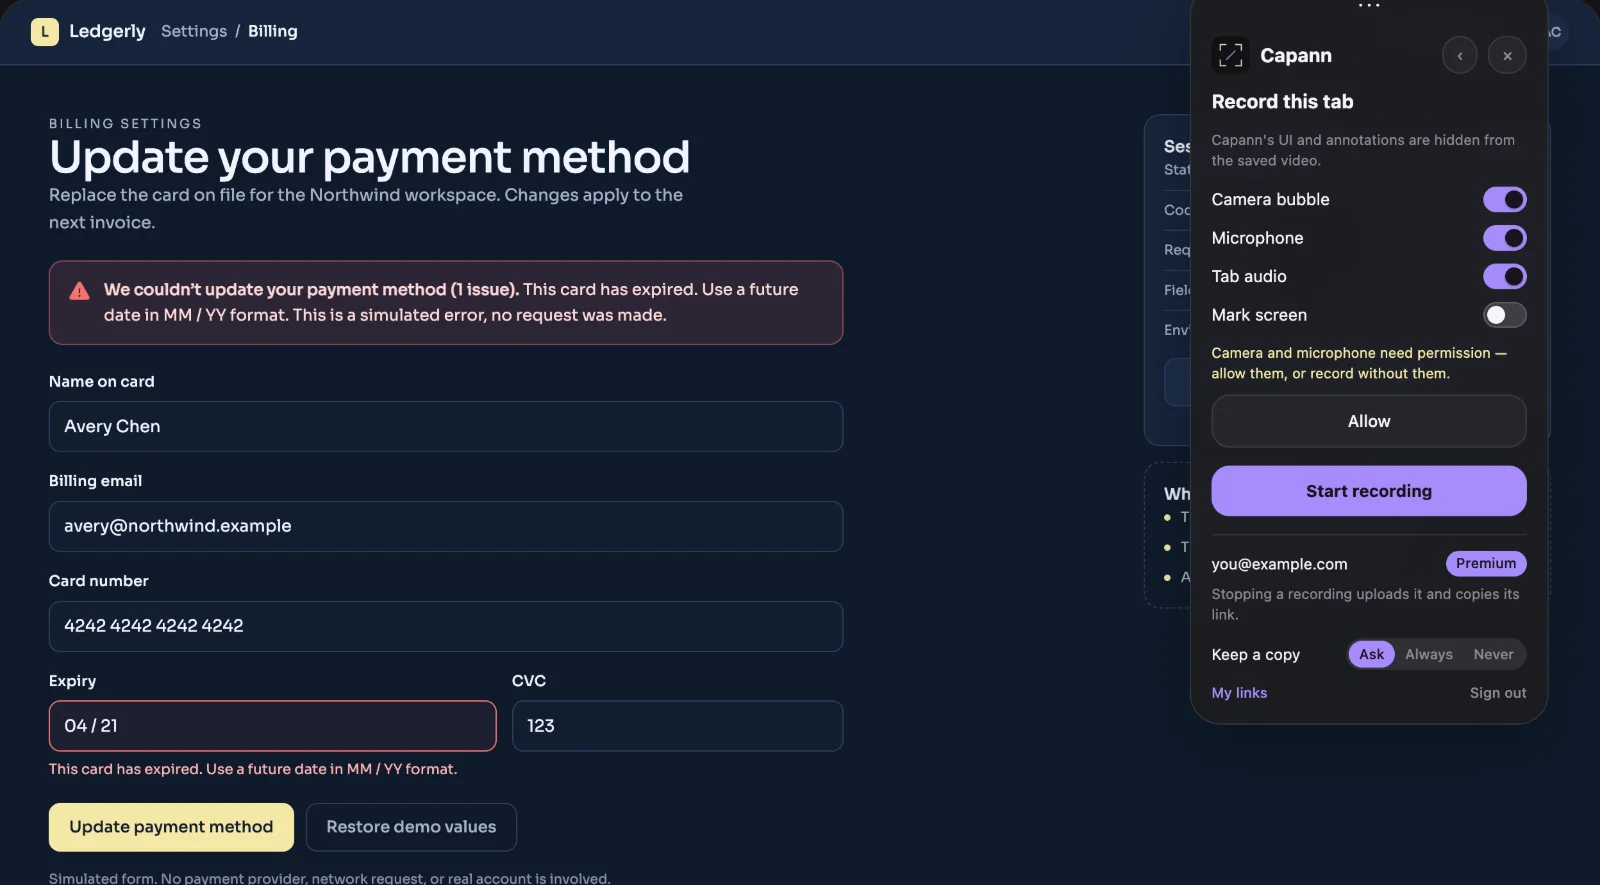 L Ledgerly Settings / Billing
BILLING SETTINGS
Update your payment method
Replace the card on file for the Northwind workspace. Changes apply to the
next invoice.
We couldn't update your payment method (1 issue). This card has expired. Use a future
date in MM / YY format. This is a simulated error, no request was made.
Name on card
Avery Chen
Billing email
avery@northwind.example
Card number
4242 4242 4242 4242
Expiry
CVC
04 / 21
123
This card has expired. Use a future date in MM / YY format.
Update payment method
Restore demo values
Simulated form. No payment provider, network request, or real account is involved.
Capann
Record this tab
Capann's UI and annotations are hidden from
the saved video.
Camera bubble
Microphone
Tab audio
Mark screen
Camera and microphone need permission —
allow them, or record without them.
Allow
Start recording
you@example.com
Premium
Stopping a recording uploads it and copies its
link.
Keep a copy
Ask Always Never
My links
Sign out